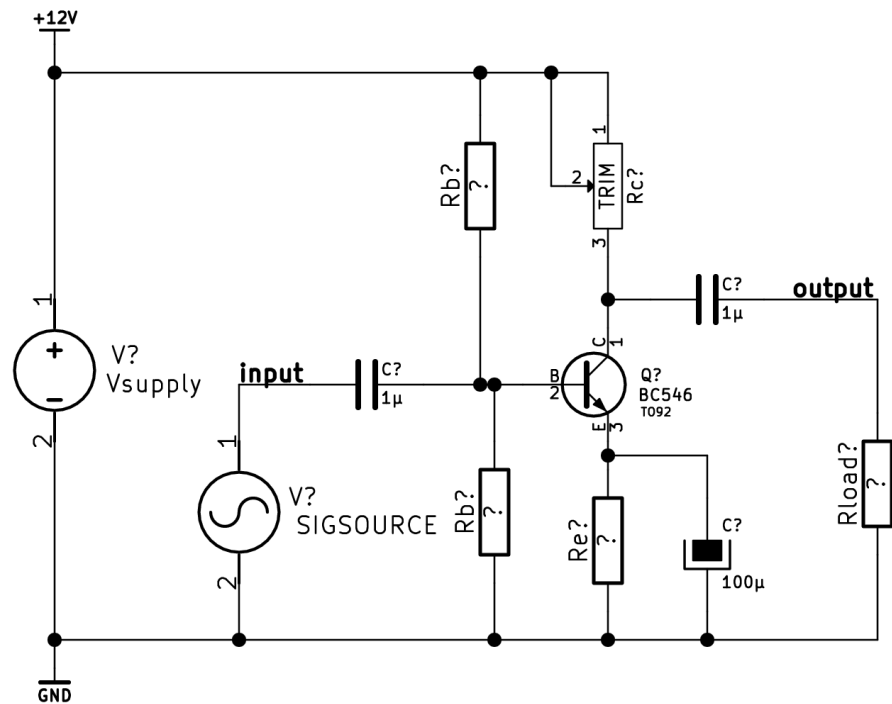 +12V
1
Rb?
?
2
TRIM
Rc?
3
C?
1µ
output
1
V?
Vsupply
+
−
2
input
C?
1µ
B
2
C
1
Q?
BC546
TO92
E
3
1
V?
SIGSOURCE
2
Rb?
?
Re?
?
C?
100µ
Rload?
?
GND